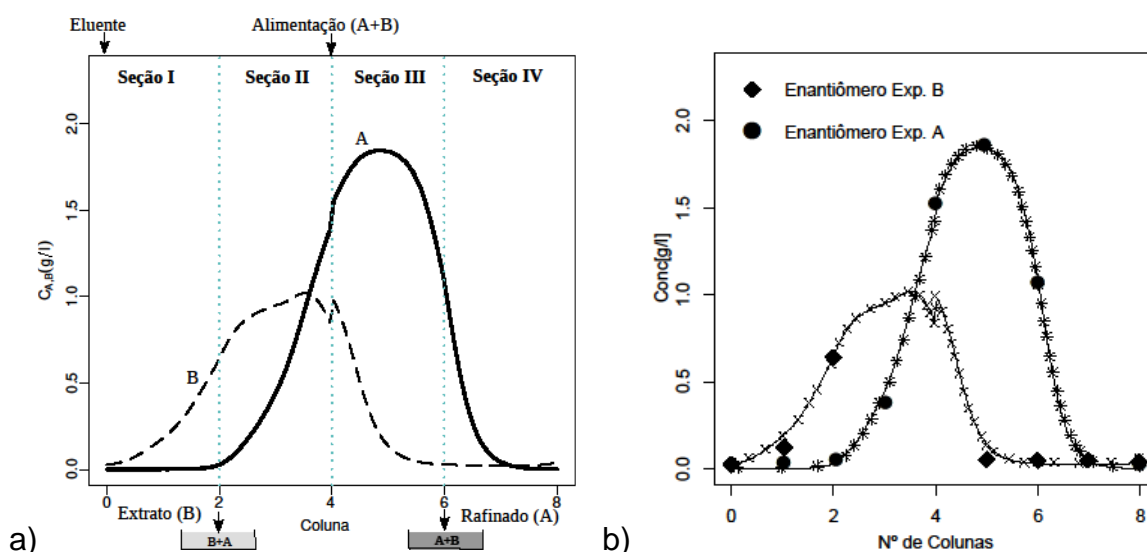 Eluente
Alimentação (A+B)
Seção I
Seção II
Seção III
Seção IV
A
B
C_A,B(g/l)
2.0
1.5
1.0
0.5
0.0
0
2
4
6
8
Extrato (B)
Coluna
Rafinado (A)
B+A
A+B
a)
Enantiômero Exp. B
Enantiômero Exp. A
Conc[g/l]
2.0
1.5
1.0
0.5
0.0
0
2
4
6
8
Nº de Colunas
b)